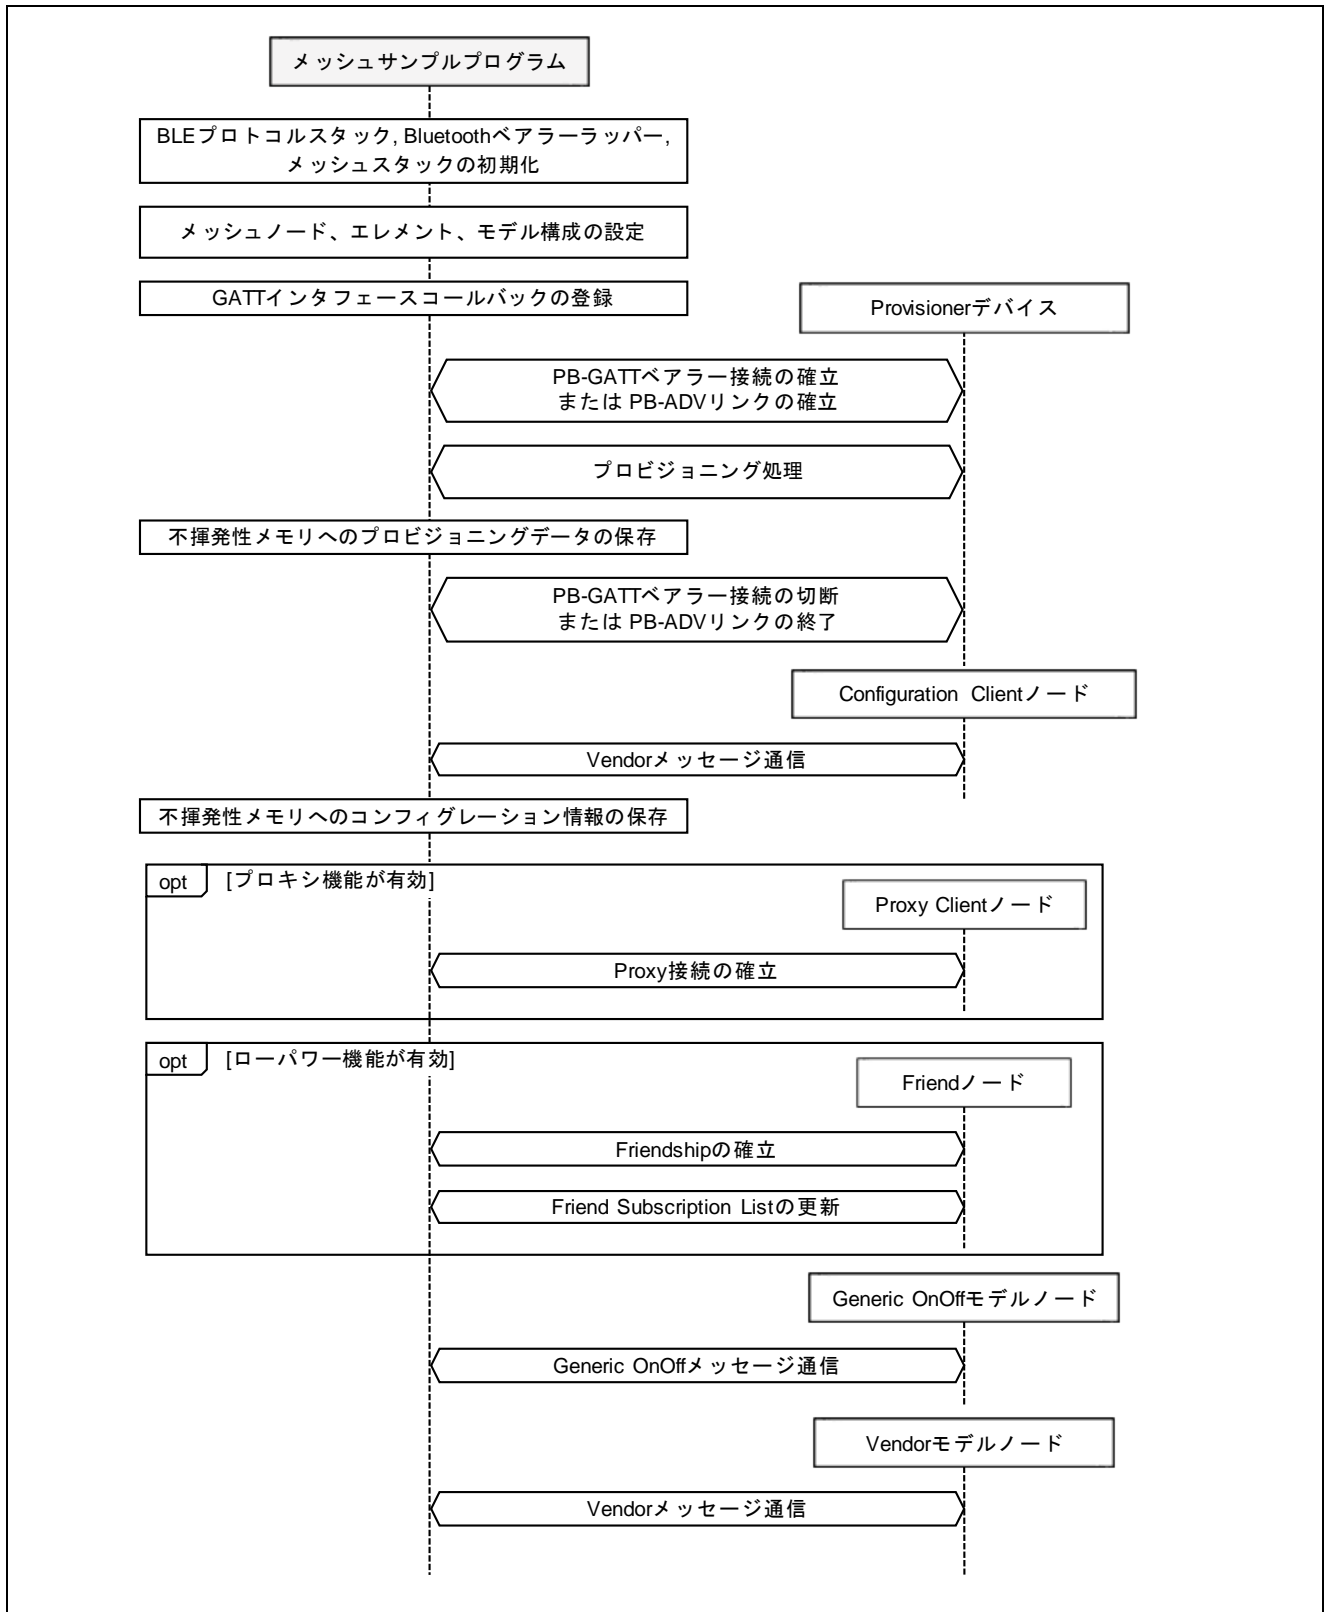 メッシュサンプルプログラム
BLEプロトコルスタック, Bluetoothベアラーラッパー,
メッシュスタックの初期化
メッシュノード、エレメント、モデル構成の設定
GATTインタフェースコールバックの登録
Provisionerデバイス
PB-GATTベアラー接続の確立
または PB-ADVリンクの確立
プロビジョニング処理
不揮発性メモリへのプロビジョニングデータの保存
PB-GATTベアラー接続の切断
または PB-ADVリンクの終了
Configuration Clientノード
Vendorメッセージ通信
不揮発性メモリへのコンフィグレーション情報の保存
opt [プロキシ機能が有効]
Proxy Clientノード
Proxy接続の確立
opt [ローパワー機能が有効]
Friendノード
Friendshipの確立
Friend Subscription Listの更新
Generic OnOffモデルノード
Generic OnOffメッセージ通信
Vendorモデルノード
Vendorメッセージ通信